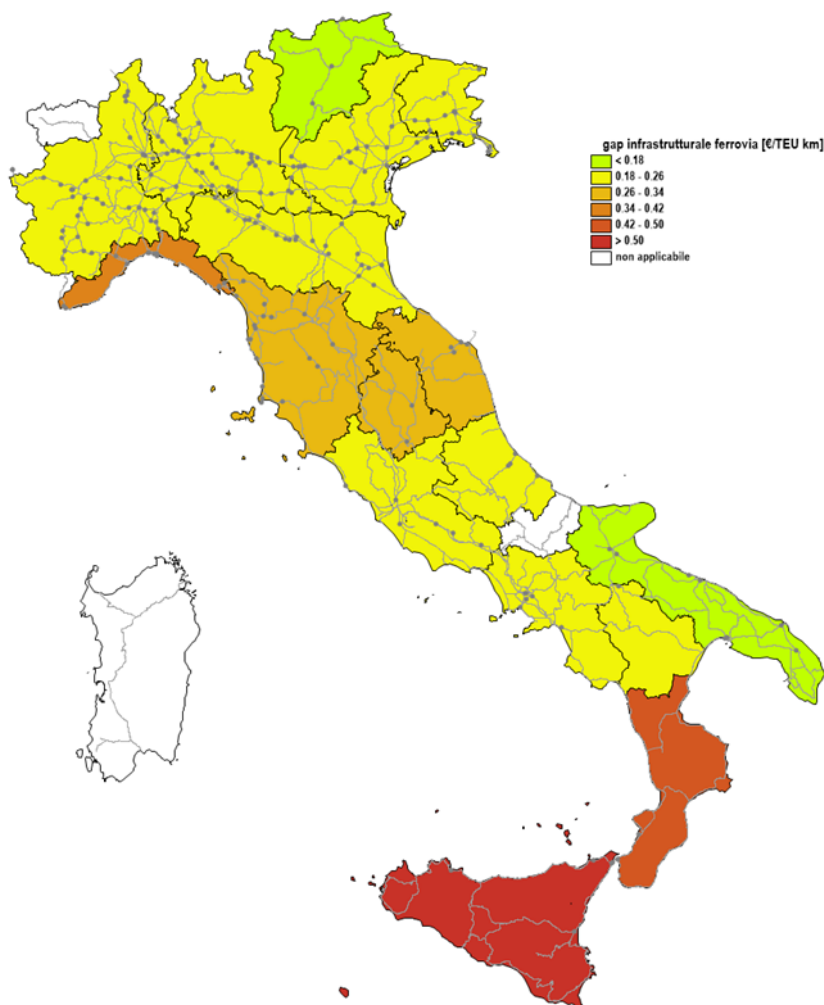 gap infrastrutturale ferrovia [€/TEU km]
< 0.18
0.18 - 0.26
0.26 - 0.34
0.34 - 0.42
0.42 - 0.50
> 0.50
non applicabile